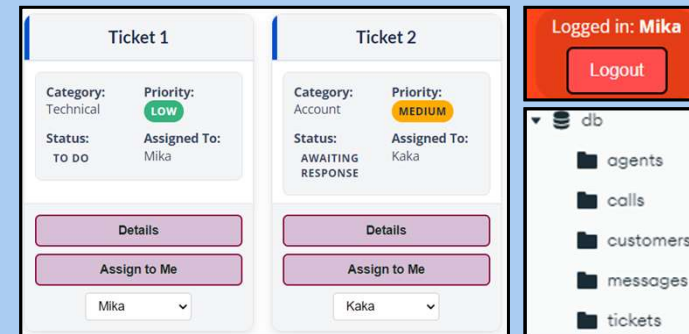 Ticket 1
Category: Priority:
Technical LOW
Status: Assigned To:
TO DO Mika
Details
Assign to Me
Mika
Ticket 2
Category: Priority:
Account MEDIUM
Status: Assigned To:
AWAITING Kaka
RESPONSE
Details
Assign to Me
Kaka
Logged in: Mika
Logout
db
agents
calls
customers
messages
tickets